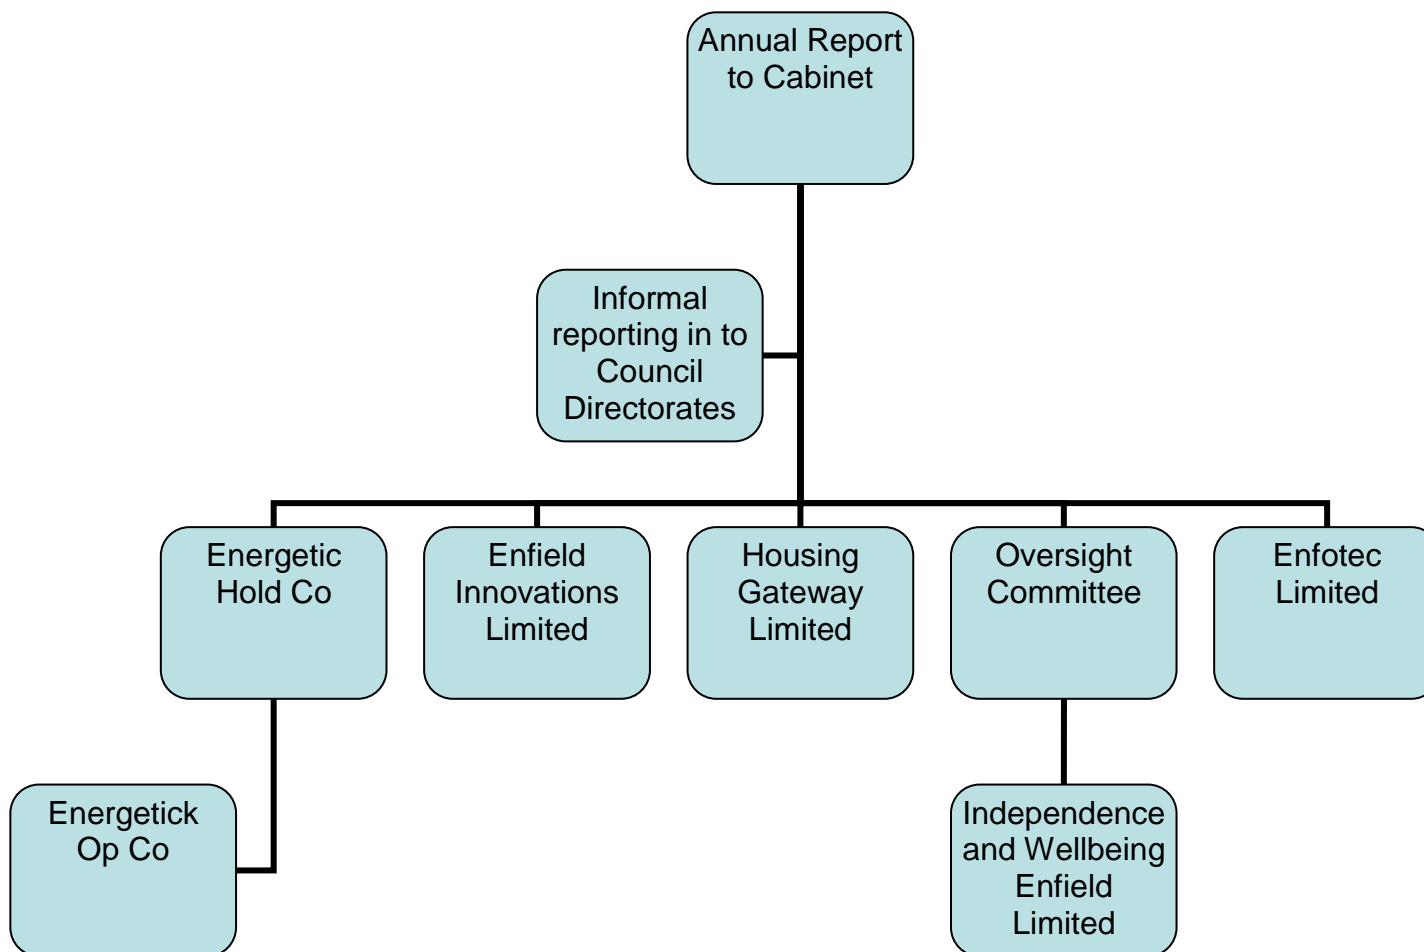 Annual Report
to Cabinet
Informal
reporting in to
Council
Directorates
Energetic
Hold Co
Enfield
Innovations
Limited
Housing
Gateway
Limited
Oversight
Committee
Enfotec
Limited
Energetick
Op Co
Independence
and Wellbeing
Enfield
Limited